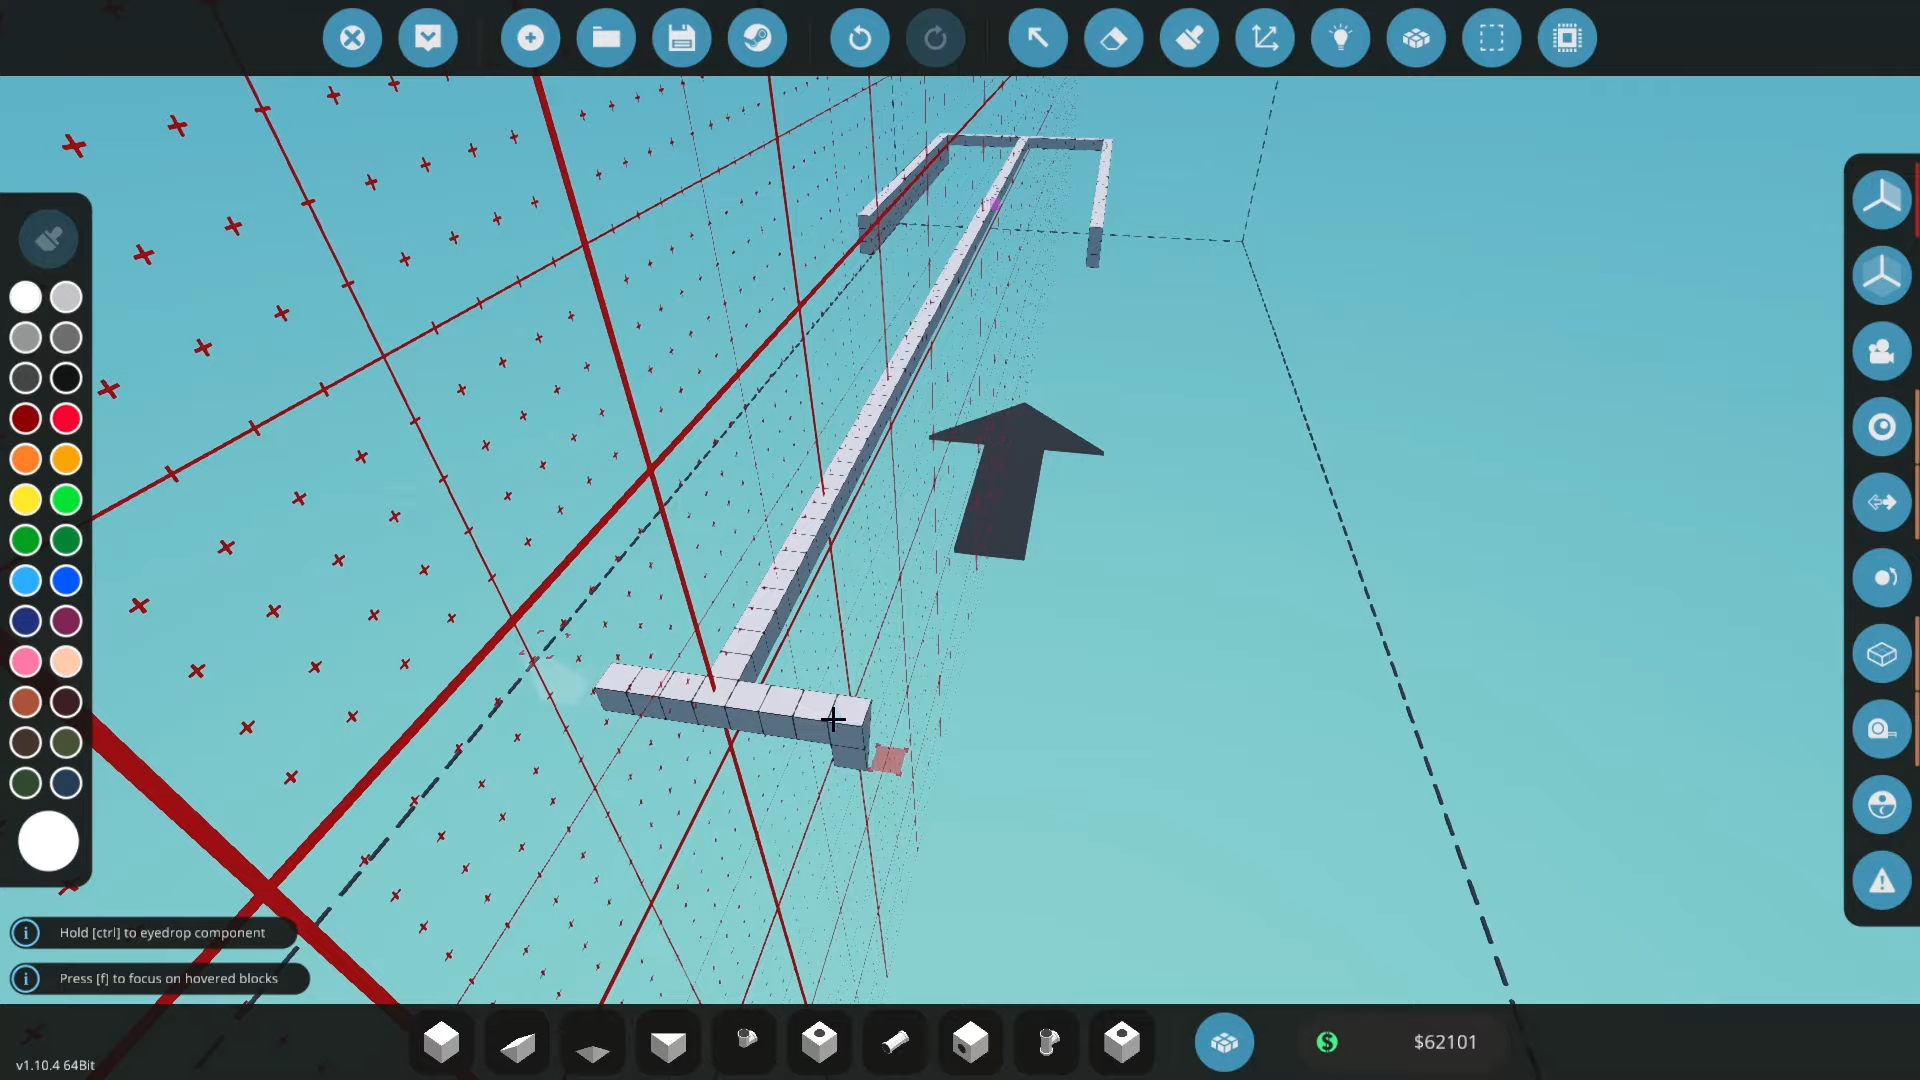 Hold [ctrl] to eyedrop component
Press [f] to focus on hovered blocks
$62101
v1.10.4 64Bit